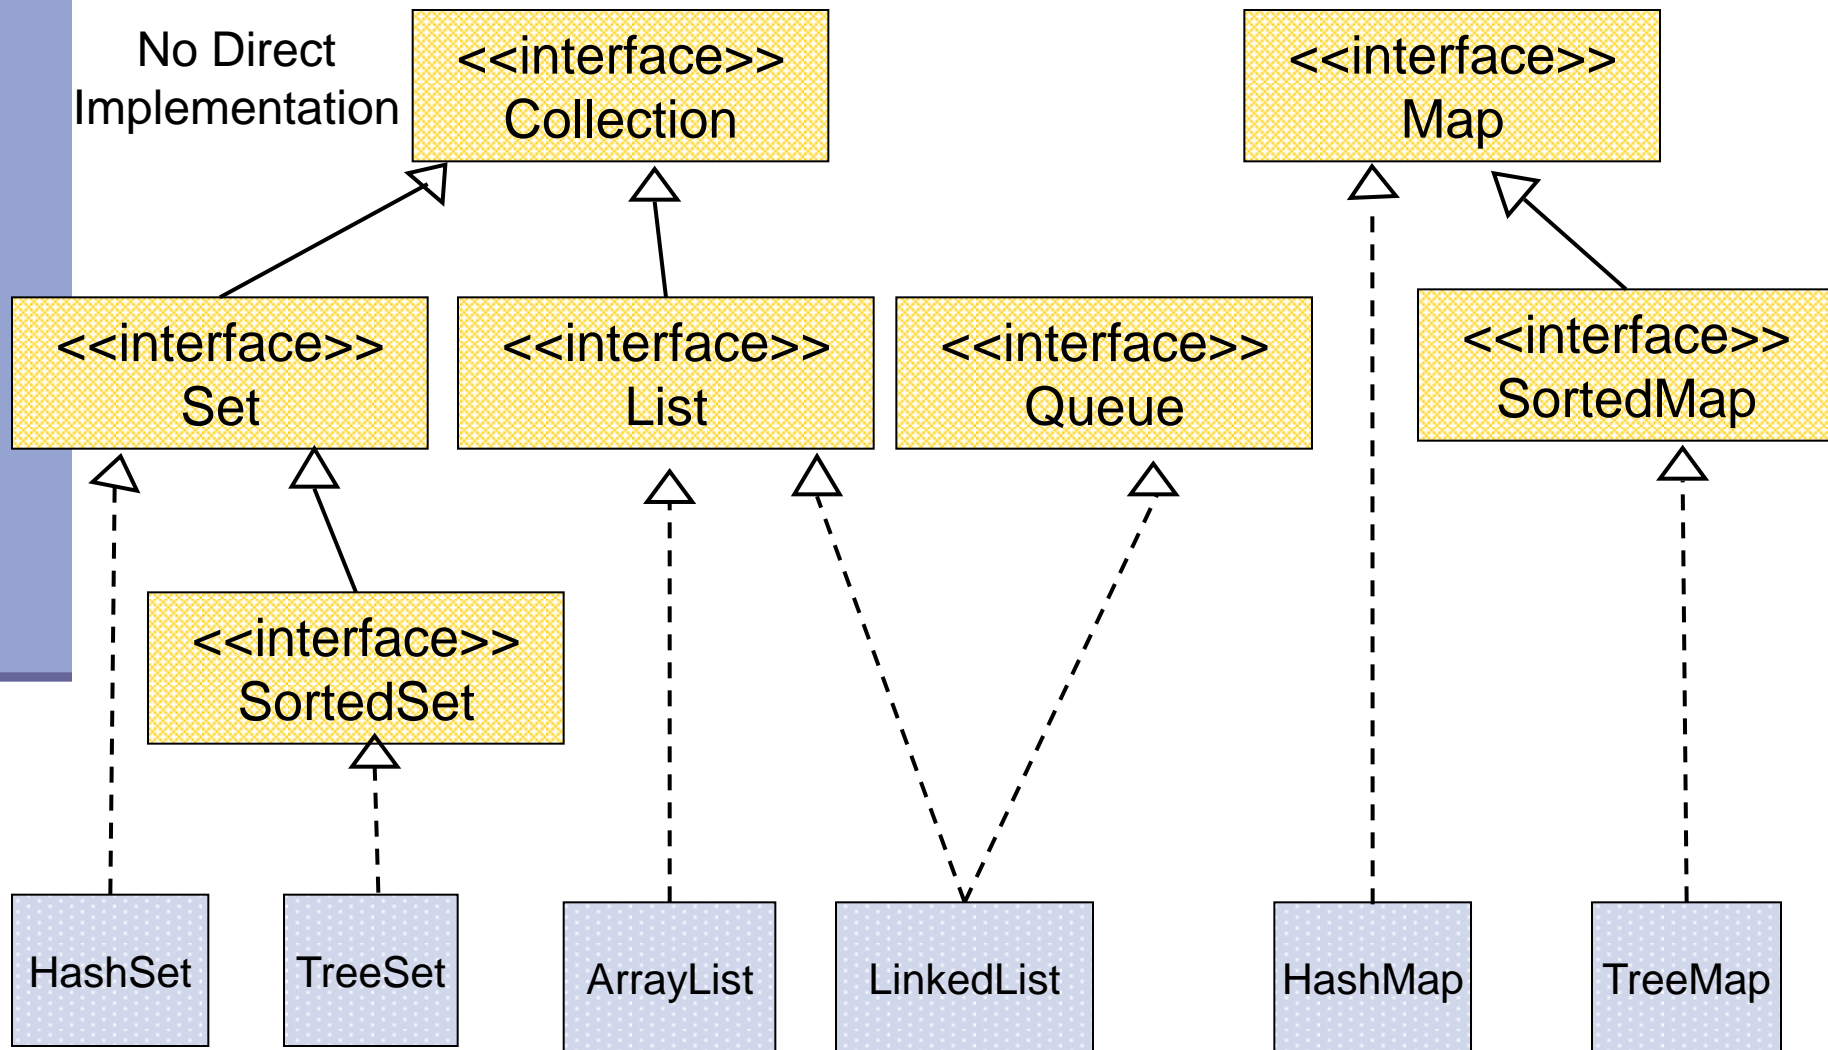 No Direct
Implementation
<<interface>>
Collection
<<interface>>
Map
<<interface>>
Set
<<interface>>
List
<<interface>>
Queue
<<interface>>
SortedMap
<<interface>>
SortedSet
HashSet
TreeSet
ArrayList
LinkedList
HashMap
TreeMap